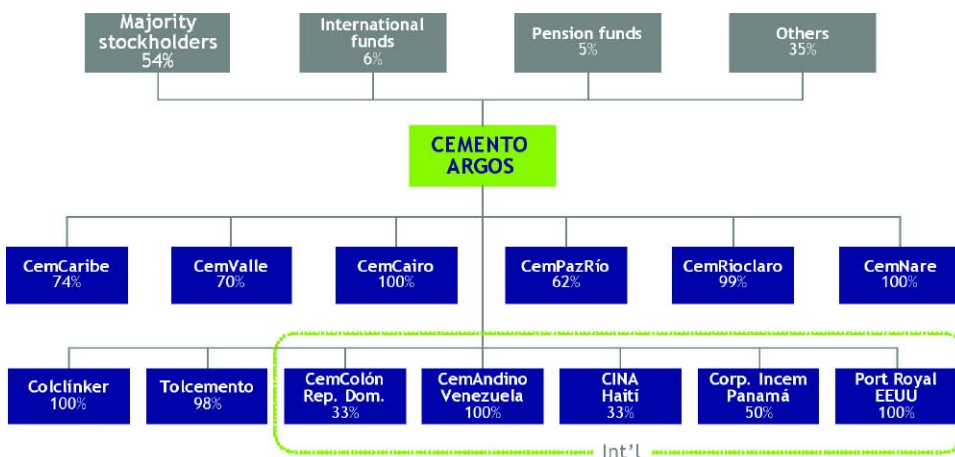 Majority
stockholders
54%
International
funds
6%
Pension funds
5%
Others
35%
CEMENTO
ARGOS
CemCaribe
74%
CemValle
70%
CemCairo
100%
CemPazRío
62%
CemRioclaro
99%
CemNare
100%
Colclínker
100%
Tolcemento
98%
CemColón
Rep. Dom.
33%
CemAndino
Venezuela
100%
CINA
Haití
33%
Corp. Incem
Panamá
50%
Port Royal
EEUU
100%
Int'l